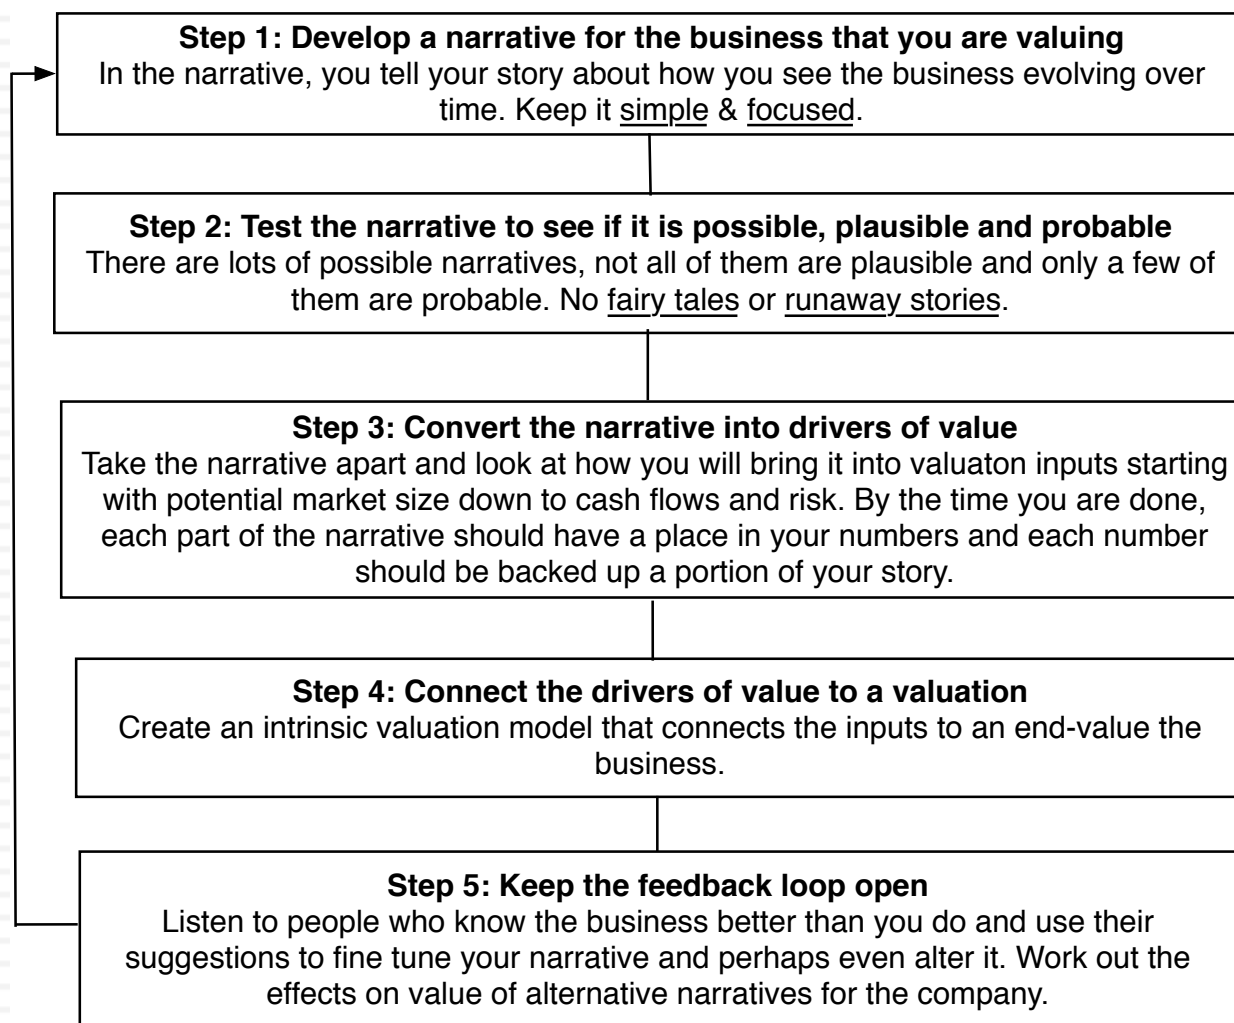 Step 1: Develop a narrative for the business that you are valuing
In the narrative, you tell your story about how you see the business evolving over
time. Keep it simple & focused.
Step 2: Test the narrative to see if it is possible, plausible and probable
There are lots of possible narratives, not all of them are plausible and only a few of
them are probable. No fairy tales or runaway stories.
Step 3: Convert the narrative into drivers of value
Take the narrative apart and look at how you will bring it into valuaton inputs starting
with potential market size down to cash flows and risk. By the time you are done,
each part of the narrative should have a place in your numbers and each number
should be backed up a portion of your story.
Step 4: Connect the drivers of value to a valuation
Create an intrinsic valuation model that connects the inputs to an end-value the
business.
Step 5: Keep the feedback loop open
Listen to people who know the business better than you do and use their
suggestions to fine tune your narrative and perhaps even alter it. Work out the
effects on value of alternative narratives for the company.